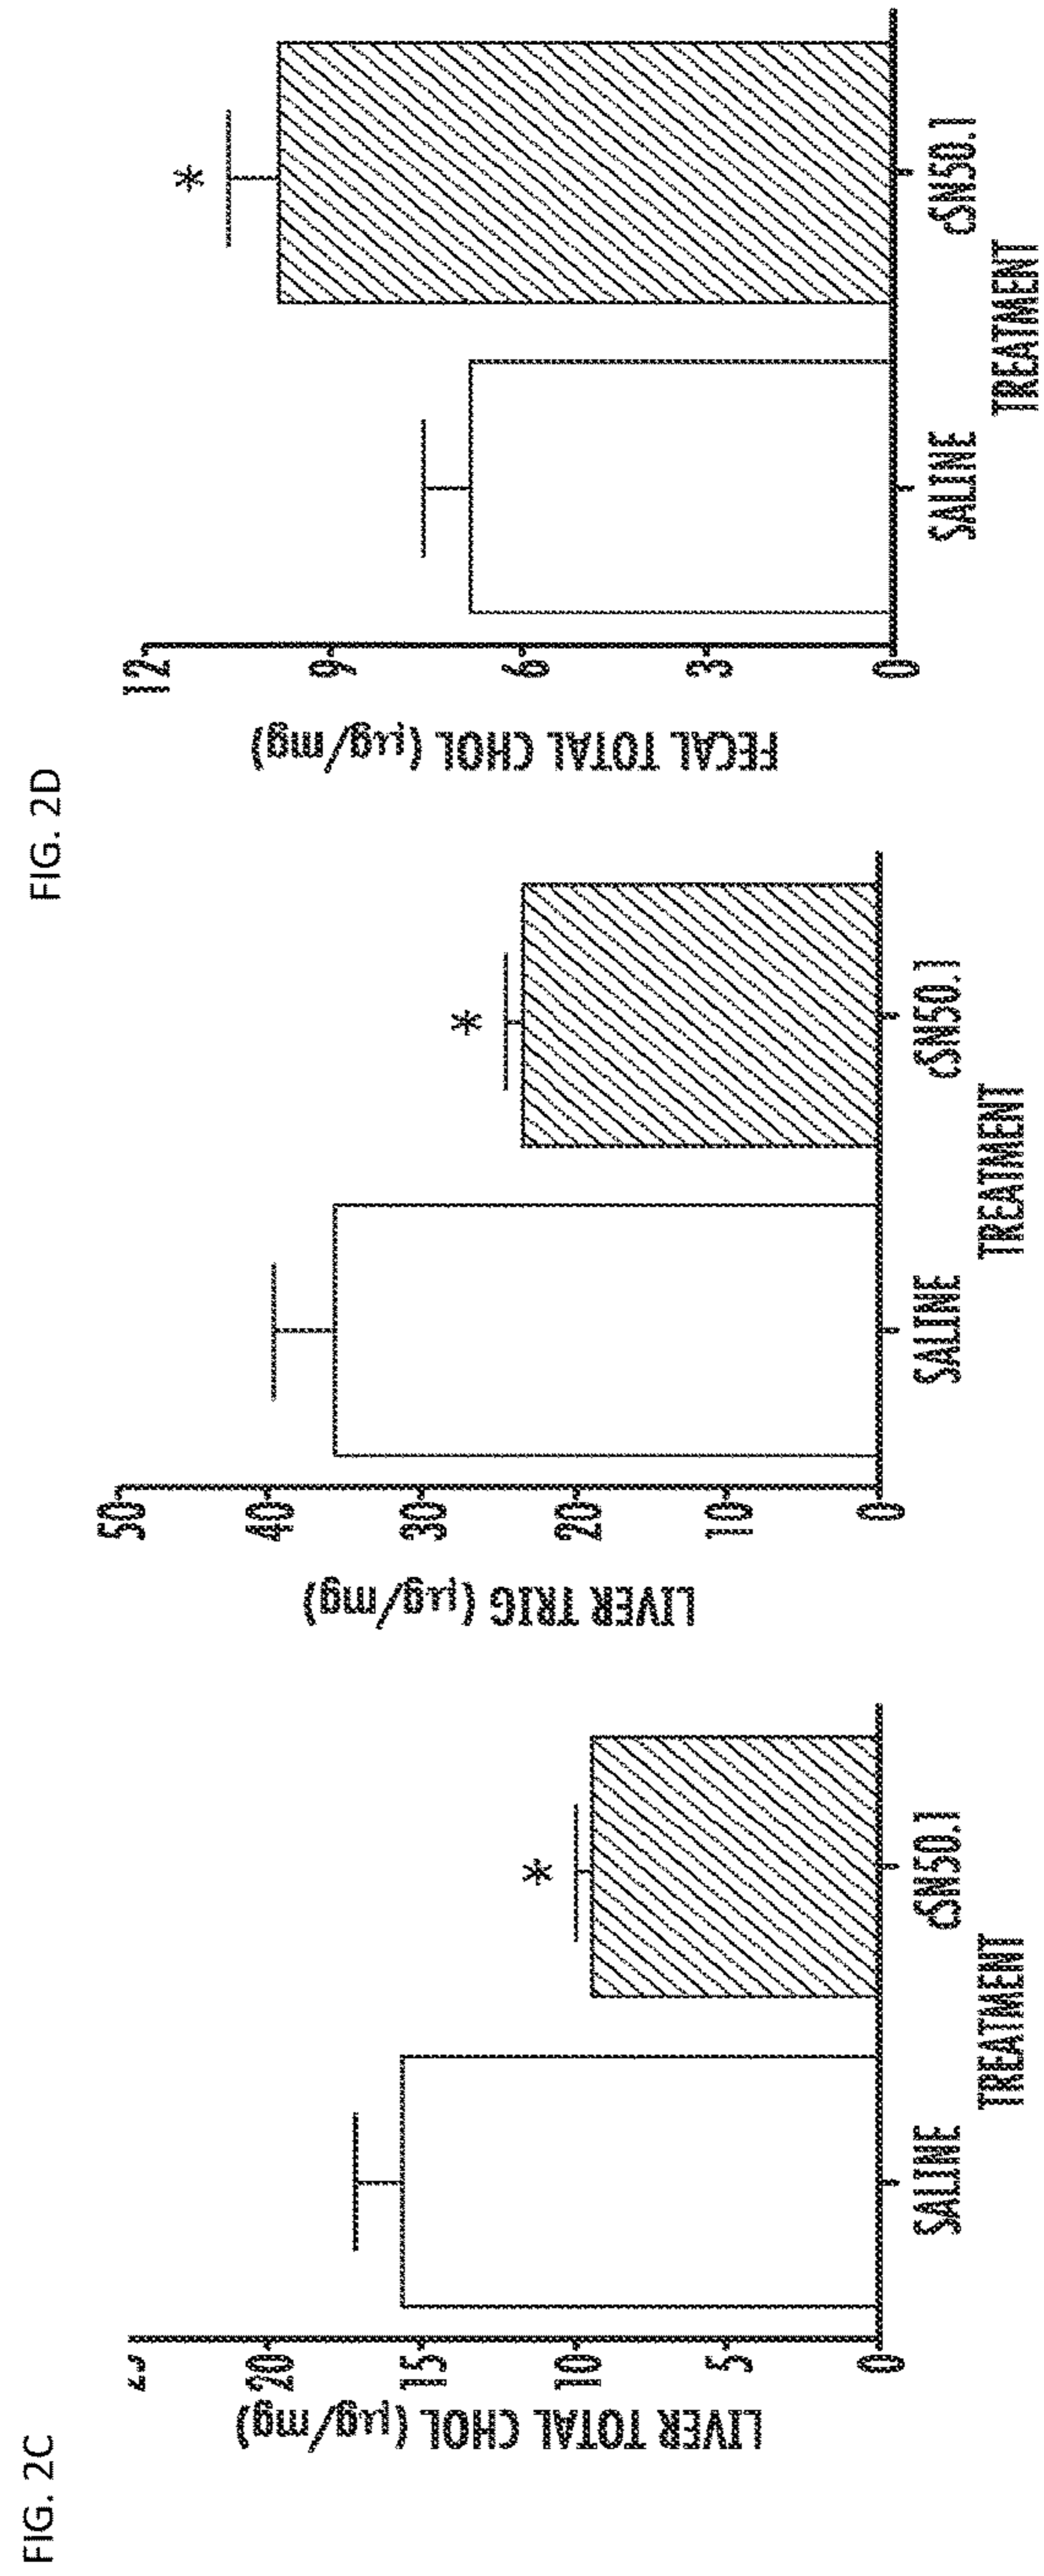 FIG. 2C
LIVER TOTAL CHOL (µg/mg)
20
15
10
5
0
SALINE
cSN50.1
TREATMENT
LIVER TRIG (µg/mg)
50
40
30
20
10
0
SALINE
cSN50.1
*
TREATMENT
FIG. 2D
FECAL TOTAL CHOL (µg/mg)
12
9
6
3
0
SALINE
cSN50.1
*
TREATMENT